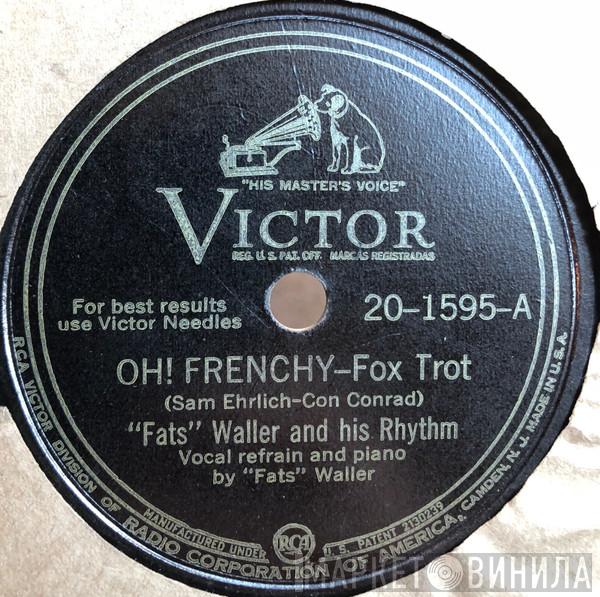 "HIS MASTER'S VOICE"
VICTOR
REG. U. S. PAT. OFF. MARCAS REGISTRADAS
For best results
use Victor Needles
20-1595-A
OH! FRENCHY-Fox Trot
(Sam Ehrlich-Con Conrad)
"Fats" Waller and his Rhythm
Vocal refrain and piano
by "Fats" Waller
MANUFACTURED UNDER RCA U. S. PATENT 2130239
RCA VICTOR DIVISION OF RADIO CORPORATION OF AMERICA, CAMDEN, N. J. MADE IN U.S.A.
МАРКЕТ ВИНИЛА